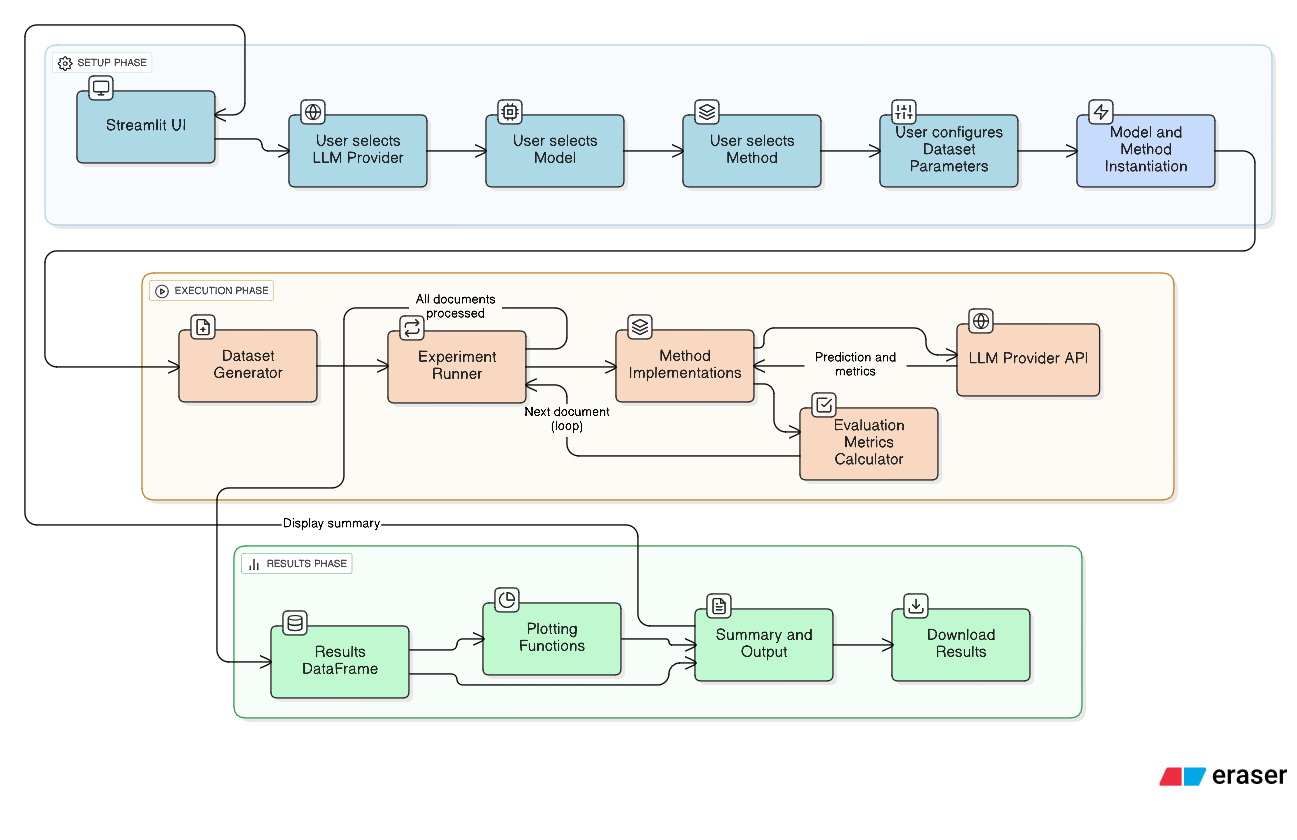 SETUP PHASE
Streamlit UI
User selects
LLM Provider
User selects
Model
User selects
Method
User configures
Dataset
Parameters
Model and
Method
Instantiation
EXECUTION PHASE
All documents
processed
Dataset
Generator
Experiment
Runner
Method
Implementations
Prediction and
metrics
LLM Provider API
Next document
(loop)
Evaluation
Metrics
Calculator
Display summary
RESULTS PHASE
Results
DataFrame
Plotting
Functions
Summary and
Output
Download
Results
eraser